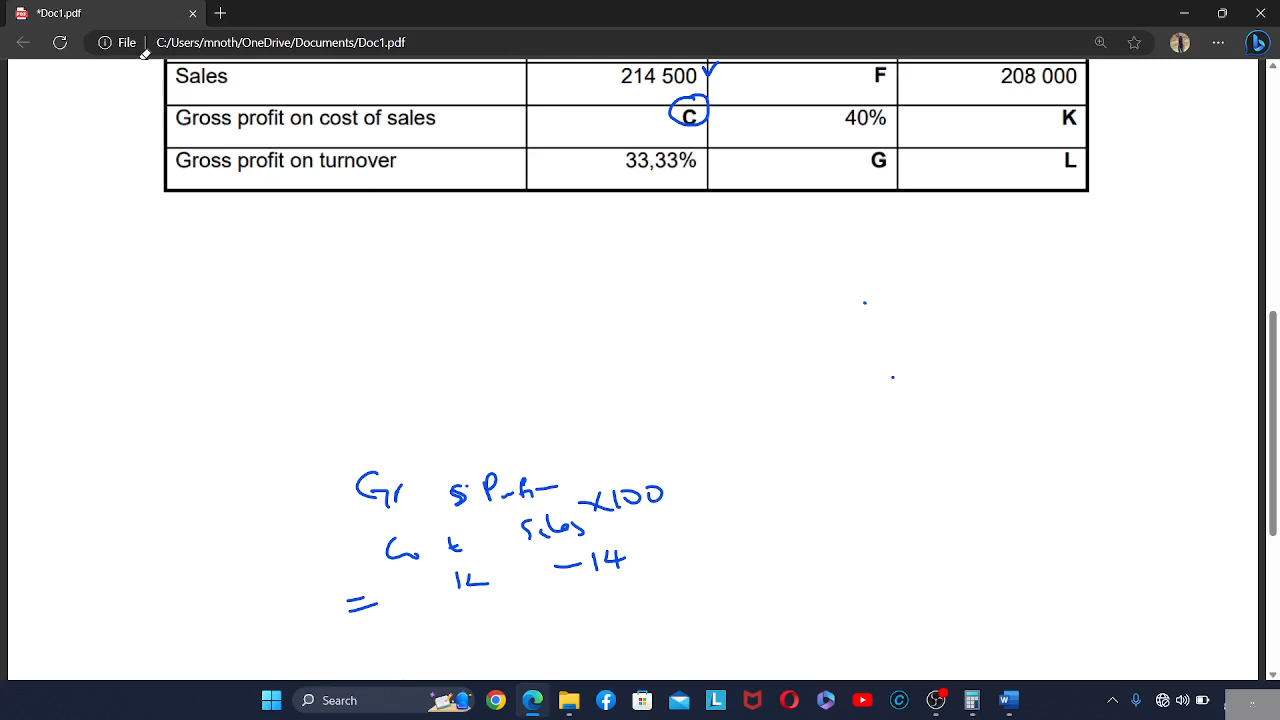 *Doc1.pdf
File C:/Users/mnoth/OneDrive/Documents/Doc1.pdf
Sales 214 500 F 208 000
Gross profit on cost of sales C 40% K
Gross profit on turnover 33,33% G L
x100
14
=
Search